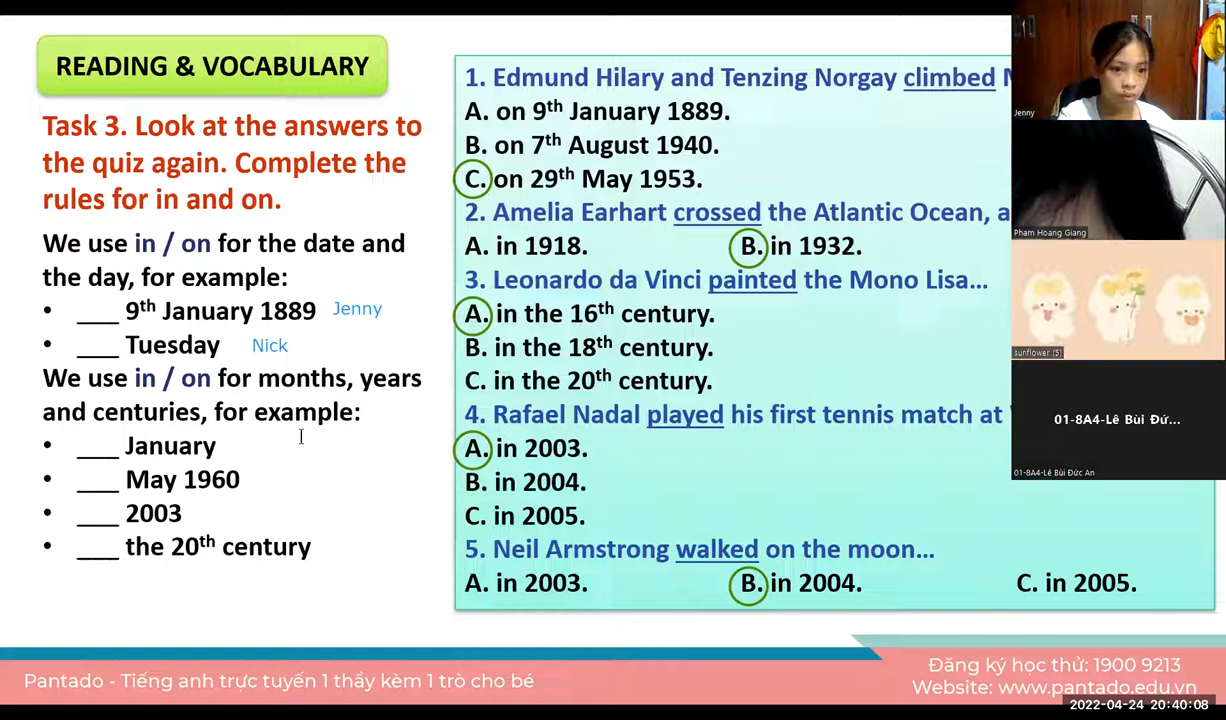 READING & VOCABULARY
Task 3. Look at the answers to
the quiz again. Complete the
rules for in and on.
We use in / on for the date and
the day, for example:
• ___ 9th January 1889 Jenny
• ___ Tuesday Nick
We use in / on for months, years
and centuries, for example:
• ___ January
• ___ May 1960
• ___ 2003
• ___ the 20th century
1. Edmund Hilary and Tenzing Norgay climbed
A. on 9th January 1889.
B. on 7th August 1940.
C. on 29th May 1953.
2. Amelia Earhart crossed the Atlantic Ocean, a
A. in 1918. B. in 1932.
3. Leonardo da Vinci painted the Mono Lisa...
A. in the 16th century.
B. in the 18th century.
C. in the 20th century.
4. Rafael Nadal played his first tennis match at
A. in 2003.
B. in 2004.
C. in 2005.
5. Neil Armstrong walked on the moon...
A. in 2003. B. in 2004. C. in 2005.
Jenny
Pham Hoang Giang
sunflower (5)
01-8A4-Lê Bùi Đứ...
01-8A4-Lê Bùi Đức An
Pantado - Tiếng anh trực tuyến 1 thầy kèm 1 trò cho bé
Đăng ký học thử: 1900 9213
Website: www.pantado.edu.vn
2022-04-24 20:40:08